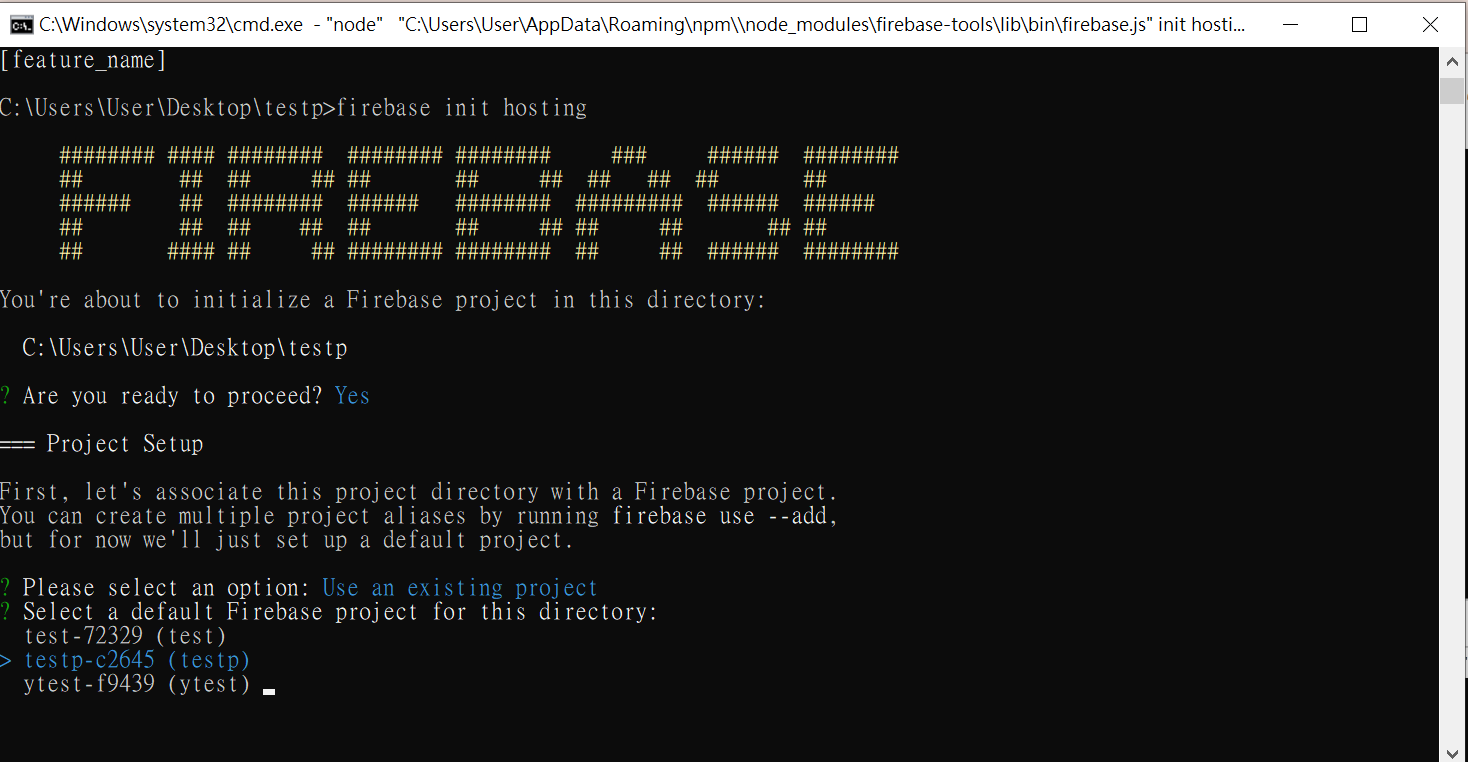 C:\Windows\system32\cmd.exe - "node" "C:\Users\User\AppData\Roaming\npm\\node_modules\firebase-tools\lib\bin\firebase.js" init hosti...
[feature_name]
C:\Users\User\Desktop\testp>firebase init hosting
FIREBASE
You're about to initialize a Firebase project in this directory:
C:\Users\User\Desktop\testp
? Are you ready to proceed? Yes
=== Project Setup
First, let's associate this project directory with a Firebase project.
You can create multiple project aliases by running firebase use --add,
but for now we'll just set up a default project.
? Please select an option: Use an existing project
? Select a default Firebase project for this directory:
test-72329 (test)
> testp-c2645 (testp)
ytest-f9439 (ytest)